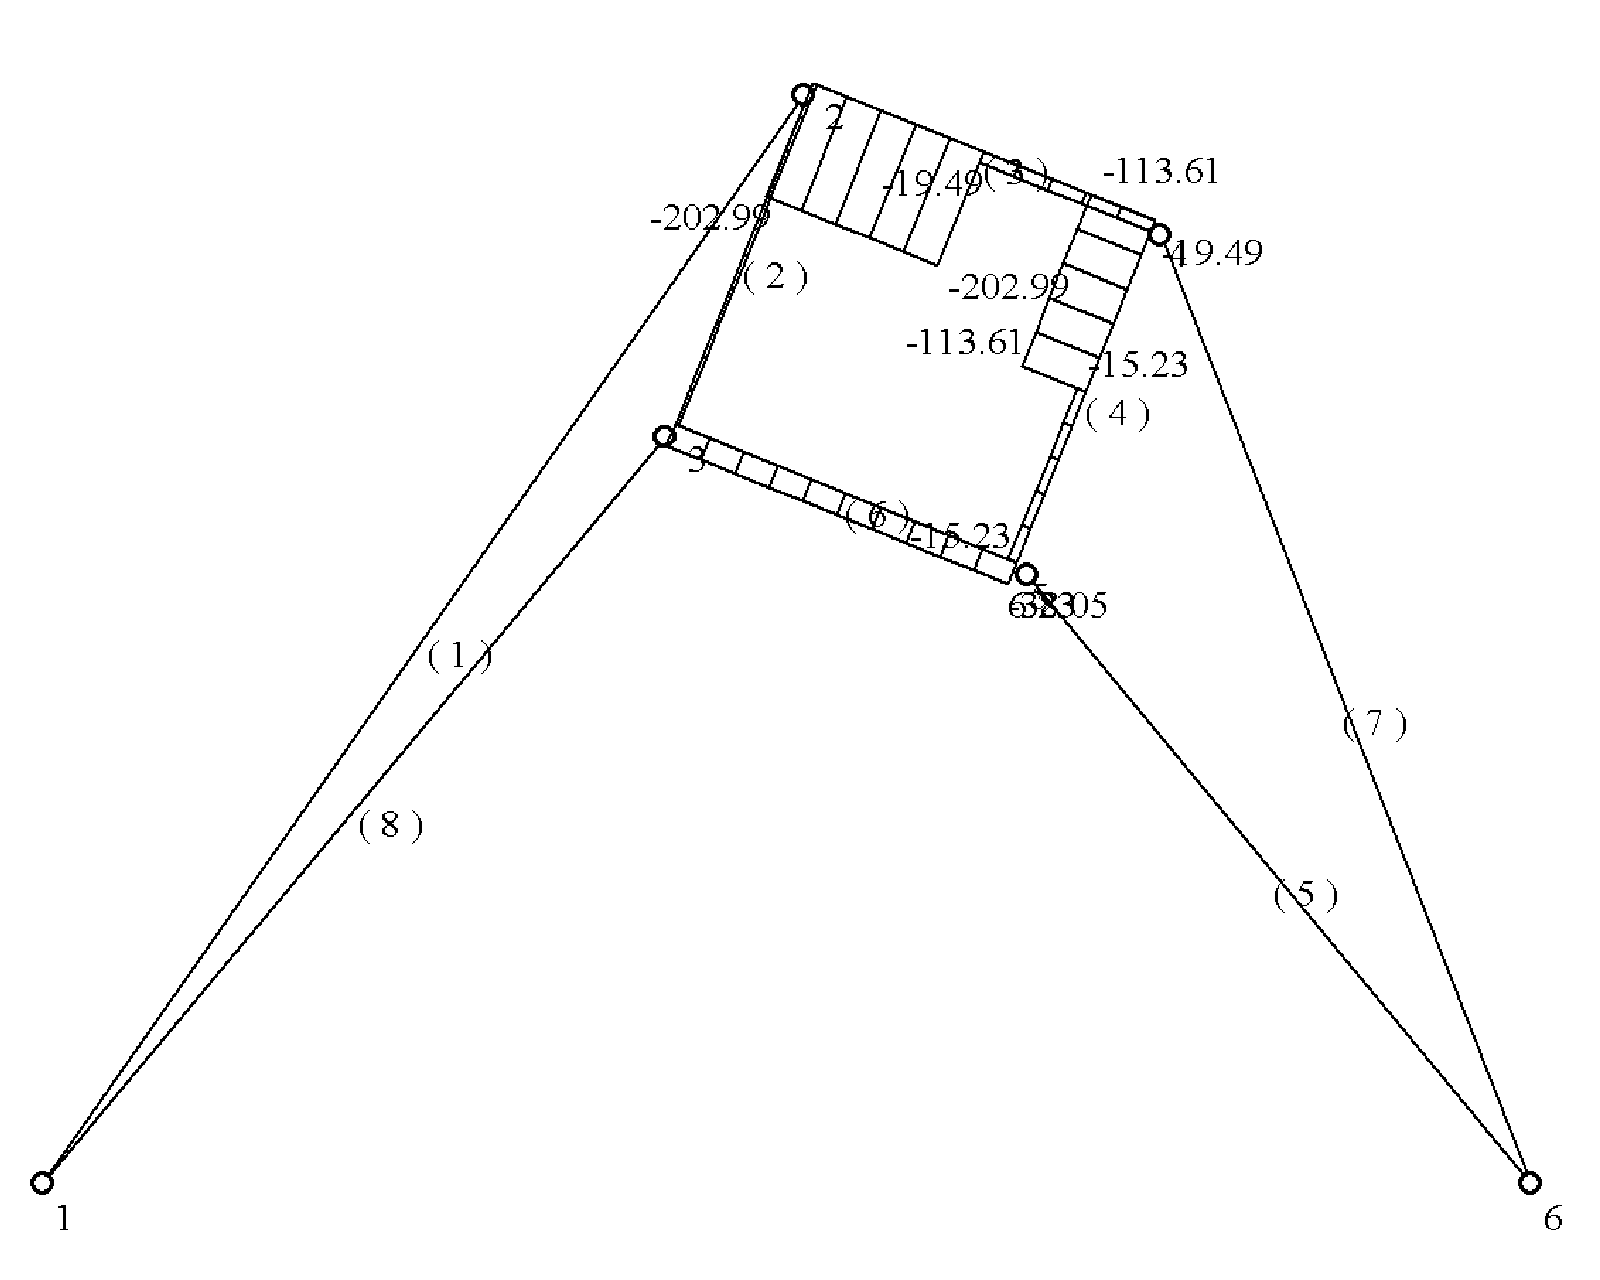 2
-113.61
-19.49
( 3 )
-202.99
-19.49
( 2 )
-202.99
-113.61
-15.23
( 4 )
3
( 6 )
-15.23
( 1 )
( 7 )
( 8 )
( 5 )
1
6